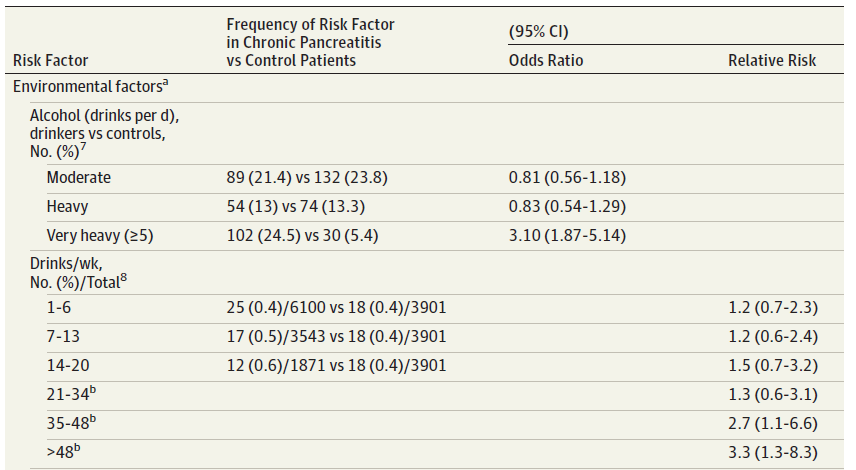 Risk Factor Frequency of Risk Factor in Chronic Pancreatitis vs Control Patients (95% CI) Odds Ratio Relative Risk
Environmental factorsᵃ
Alcohol (drinks per d),
drinkers vs controls,
No. (%)⁷
Moderate 89 (21.4) vs 132 (23.8) 0.81 (0.56-1.18)
Heavy 54 (13) vs 74 (13.3) 0.83 (0.54-1.29)
Very heavy (≥5) 102 (24.5) vs 30 (5.4) 3.10 (1.87-5.14)
Drinks/wk,
No. (%)/Total⁸
1-6 25 (0.4)/6100 vs 18 (0.4)/3901 1.2 (0.7-2.3)
7-13 17 (0.5)/3543 vs 18 (0.4)/3901 1.2 (0.6-2.4)
14-20 12 (0.6)/1871 vs 18 (0.4)/3901 1.5 (0.7-3.2)
21-34ᵇ 1.3 (0.6-3.1)
35-48ᵇ 2.7 (1.1-6.6)
>48ᵇ 3.3 (1.3-8.3)